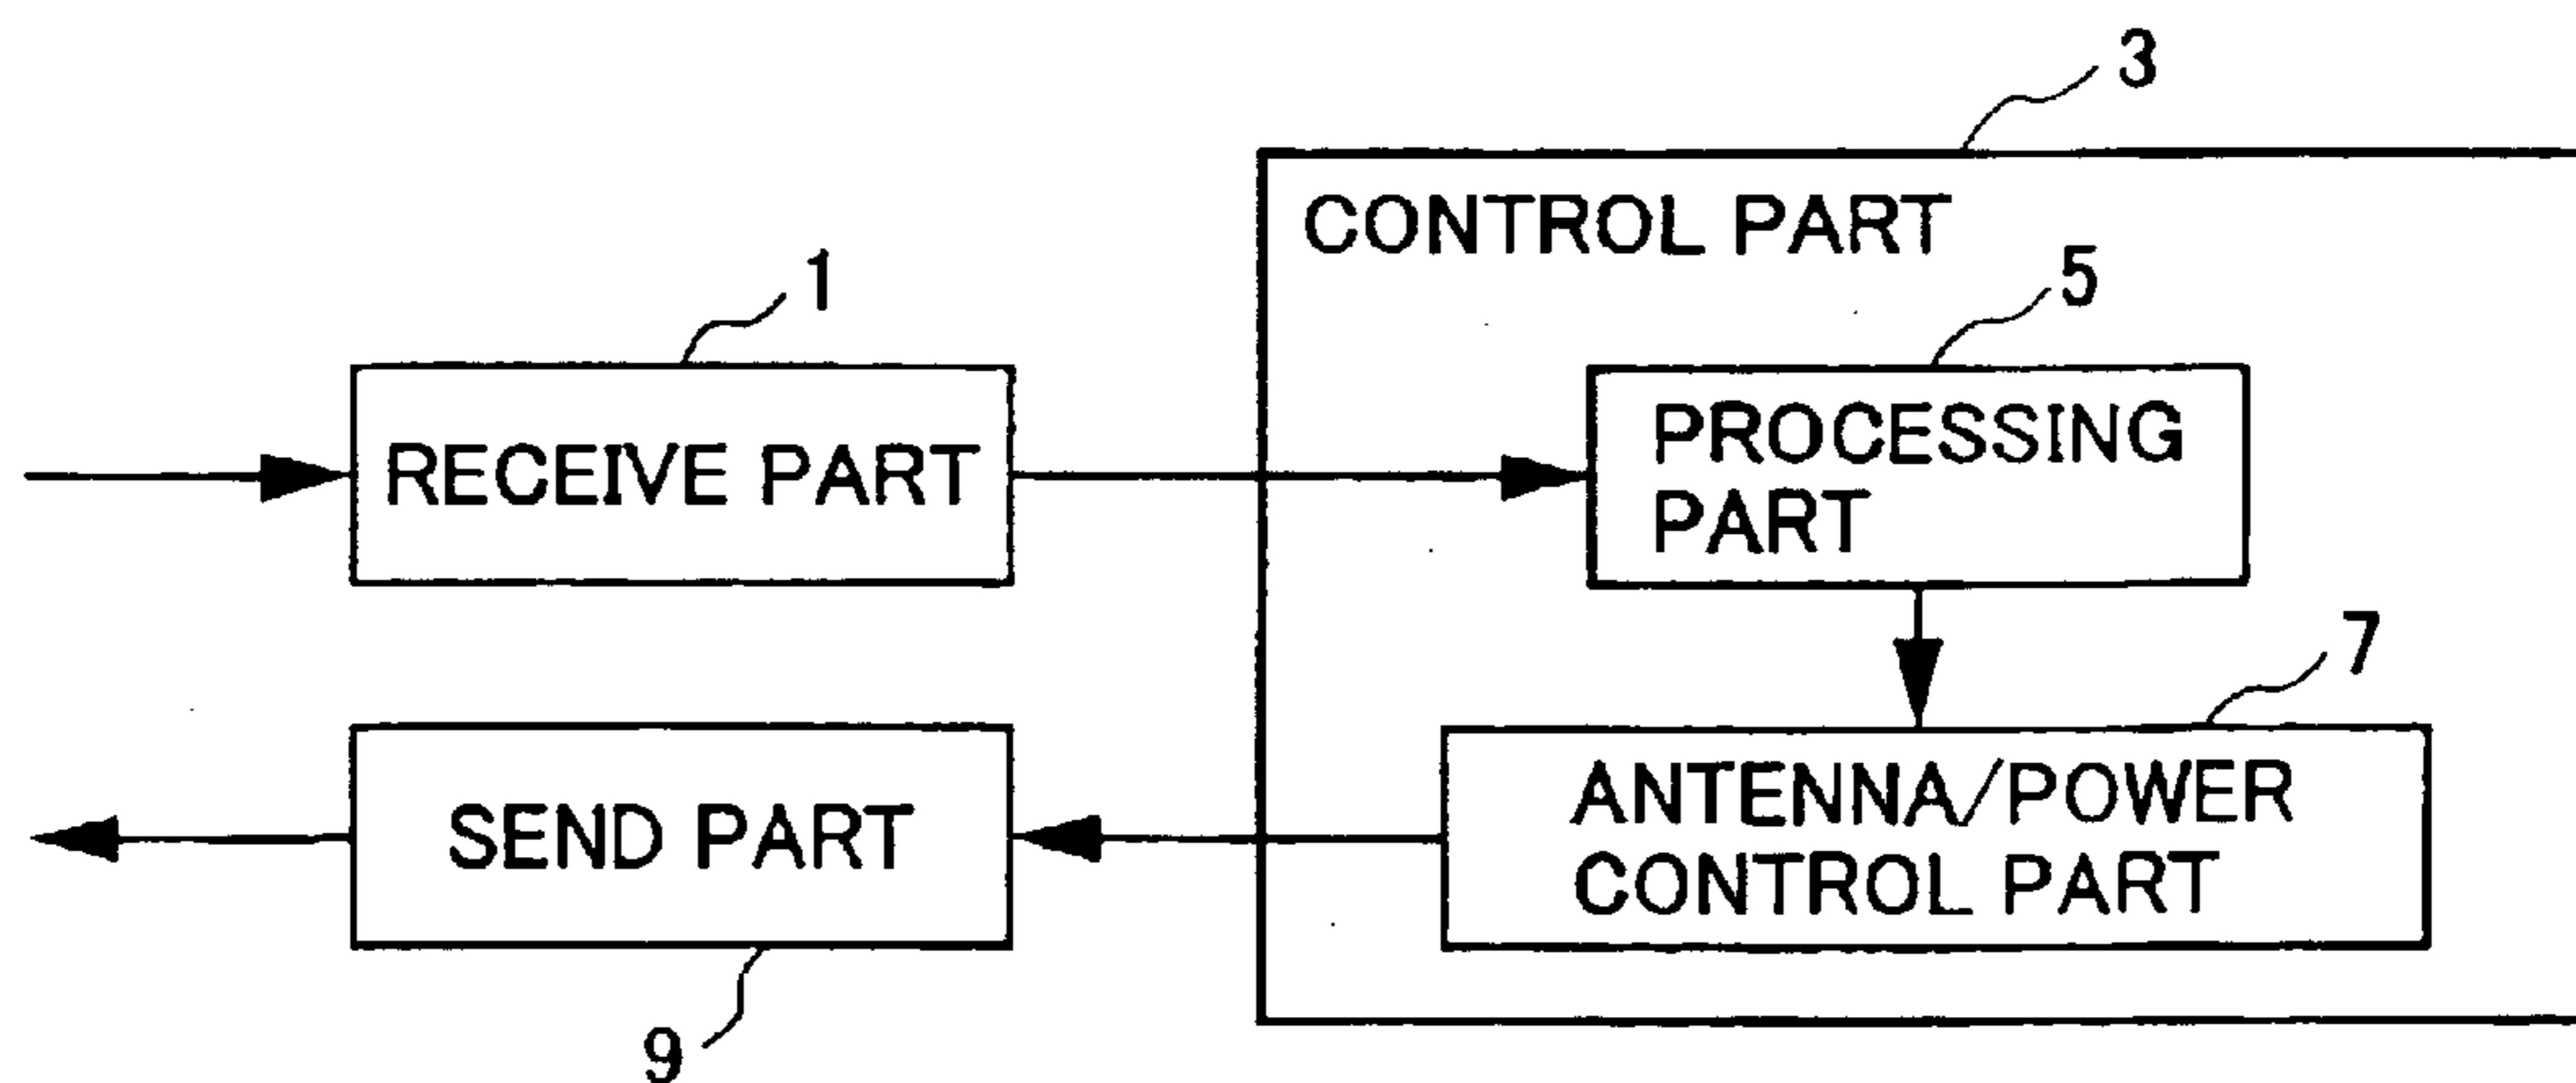 3
CONTROL PART
1
5
RECEIVE PART
PROCESSING
PART
7
SEND PART
ANTENNA/POWER
CONTROL PART
9